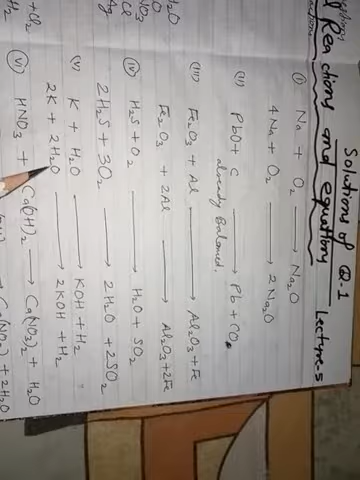 Solutions of Q.1
Lecture-5
Reactions and equations
(i) Na + O2 → Na2O
4Na + O2 → 2Na2O
(ii) PbO + C → Pb + CO
already balanced.
(iii) Fe2O3 + Al → Al2O3 + Fe
Fe2O3 + 2Al → Al2O3 + 2Fe
(iv) H2S + O2 → H2O + SO2
2H2S + 3O2 → 2H2O + 2SO2
(v) K + H2O → KOH + H2
2K + 2H2O → 2KOH + H2
(vi) HNO3 + Ca(OH)2 → Ca(NO3)2 + H2O
+ 2H2O